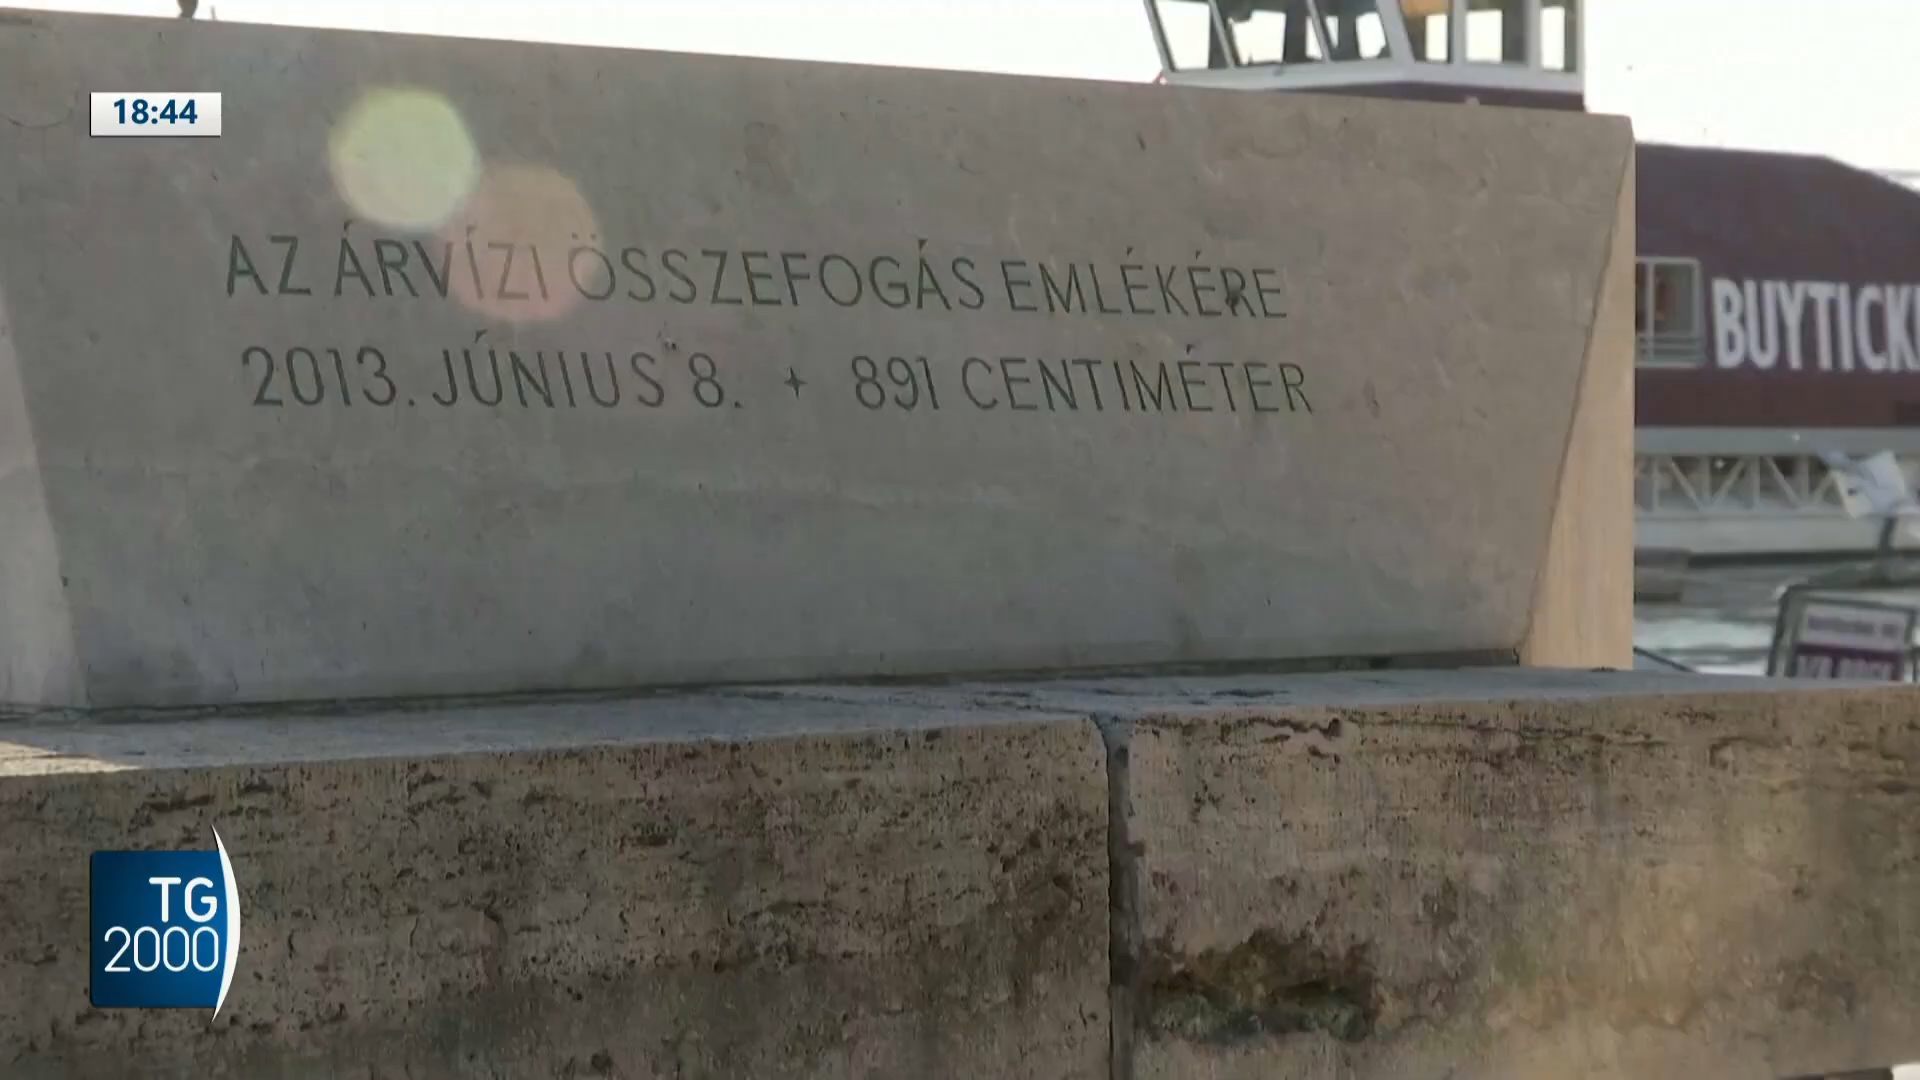 18:44
AZ ÁRVÍZI ÖSSZEFOGÁS EMLÉKÉRE
2013. JÚNIUS 8. + 891 CENTIMÉTER
BUYTICK
TG
2000